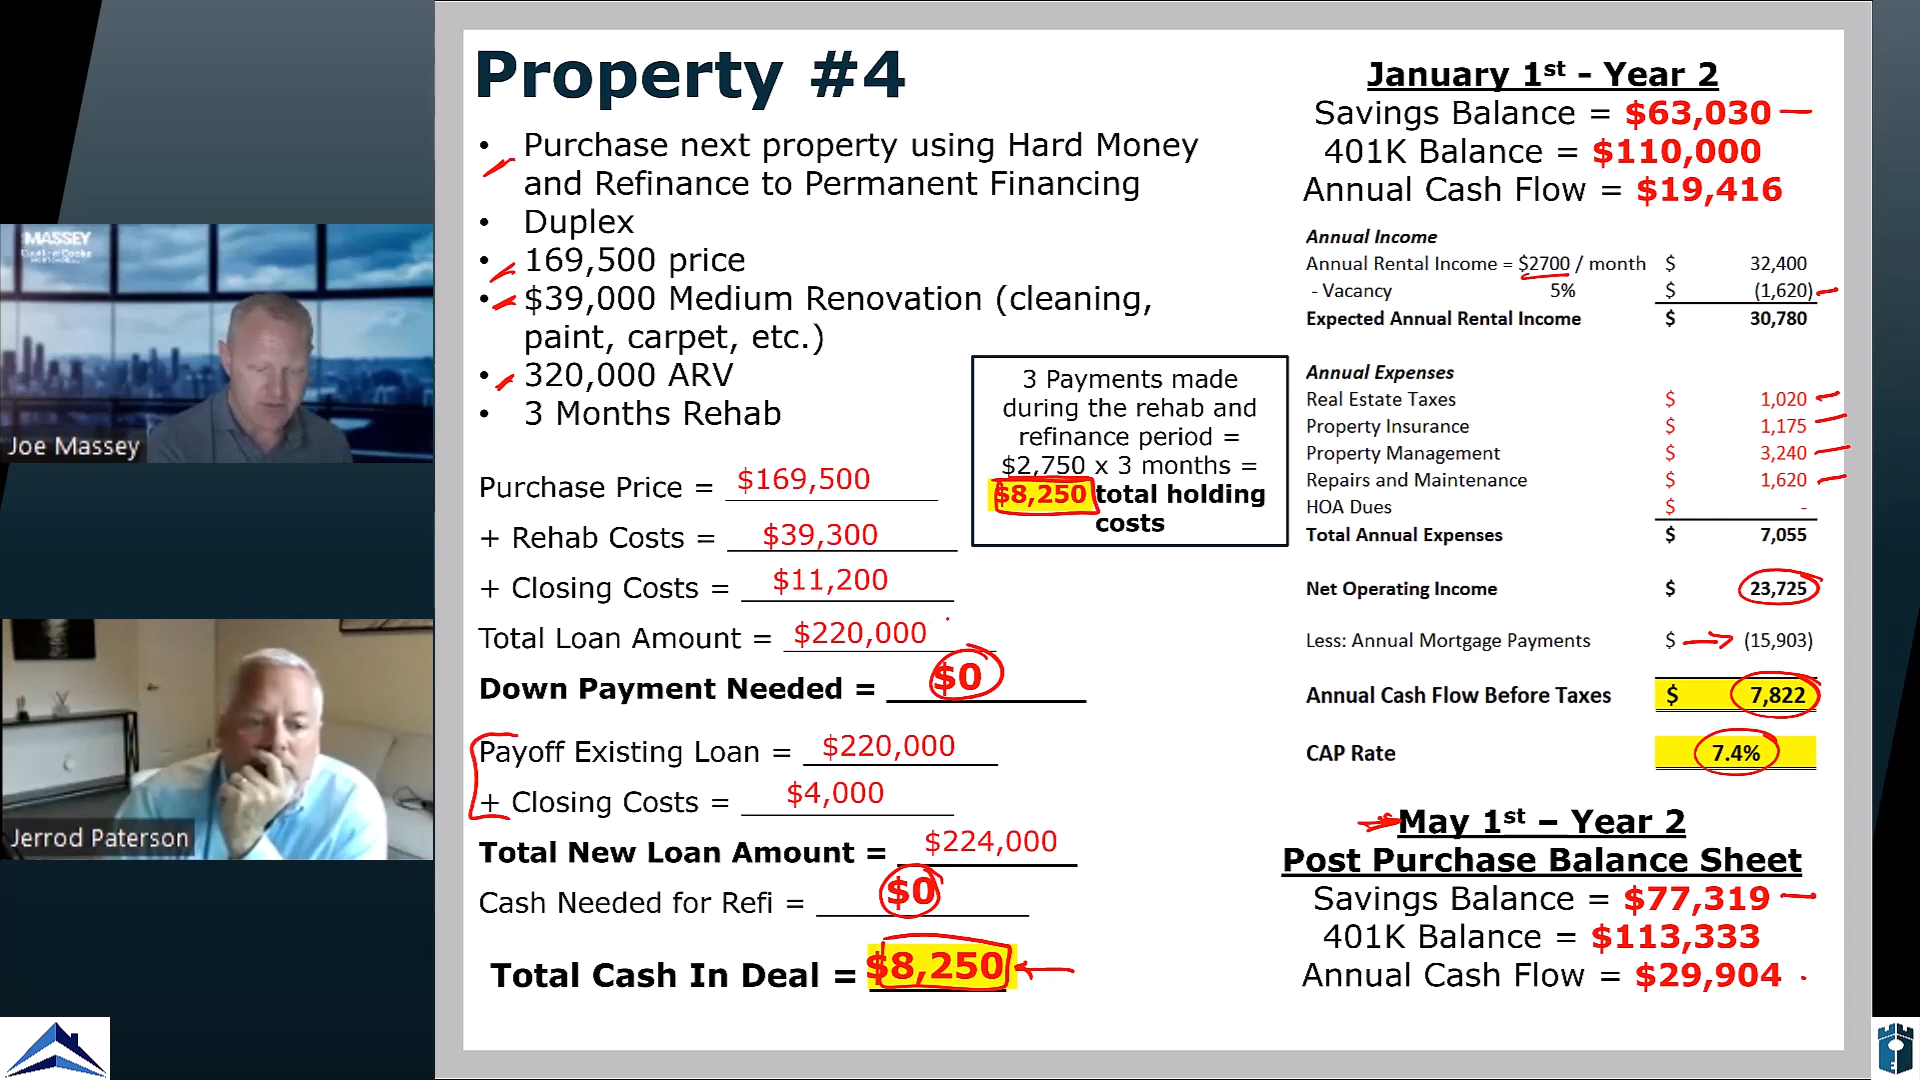 Property #4
• Purchase next property using Hard Money
and Refinance to Permanent Financing
• Duplex
• 169,500 price
• $39,000 Medium Renovation (cleaning,
paint, carpet, etc.)
• 320,000 ARV
• 3 Months Rehab
3 Payments made
during the rehab and
refinance period =
$2,750 x 3 months =
$8,250 total holding
costs
Purchase Price = $169,500
+ Rehab Costs = $39,300
+ Closing Costs = $11,200
Total Loan Amount = $220,000
Down Payment Needed = $0
Payoff Existing Loan = $220,000
+ Closing Costs = $4,000
Total New Loan Amount = $224,000
Cash Needed for Refi = $0
Total Cash In Deal = $8,250
January 1st - Year 2
Savings Balance = $63,030
401K Balance = $110,000
Annual Cash Flow = $19,416
Annual Income
Annual Rental Income = $2700 / month $ 32,400
- Vacancy 5% $ (1,620)
Expected Annual Rental Income $ 30,780
Annual Expenses
Real Estate Taxes $ 1,020
Property Insurance $ 1,175
Property Management $ 3,240
Repairs and Maintenance $ 1,620
HOA Dues $ -
Total Annual Expenses $ 7,055
Net Operating Income $ 23,725
Less: Annual Mortgage Payments $ (15,903)
Annual Cash Flow Before Taxes $ 7,822
CAP Rate 7.4%
May 1st – Year 2
Post Purchase Balance Sheet
Savings Balance = $77,319
401K Balance = $113,333
Annual Cash Flow = $29,904
MASSEY
Joe Massey
Jerrod Paterson